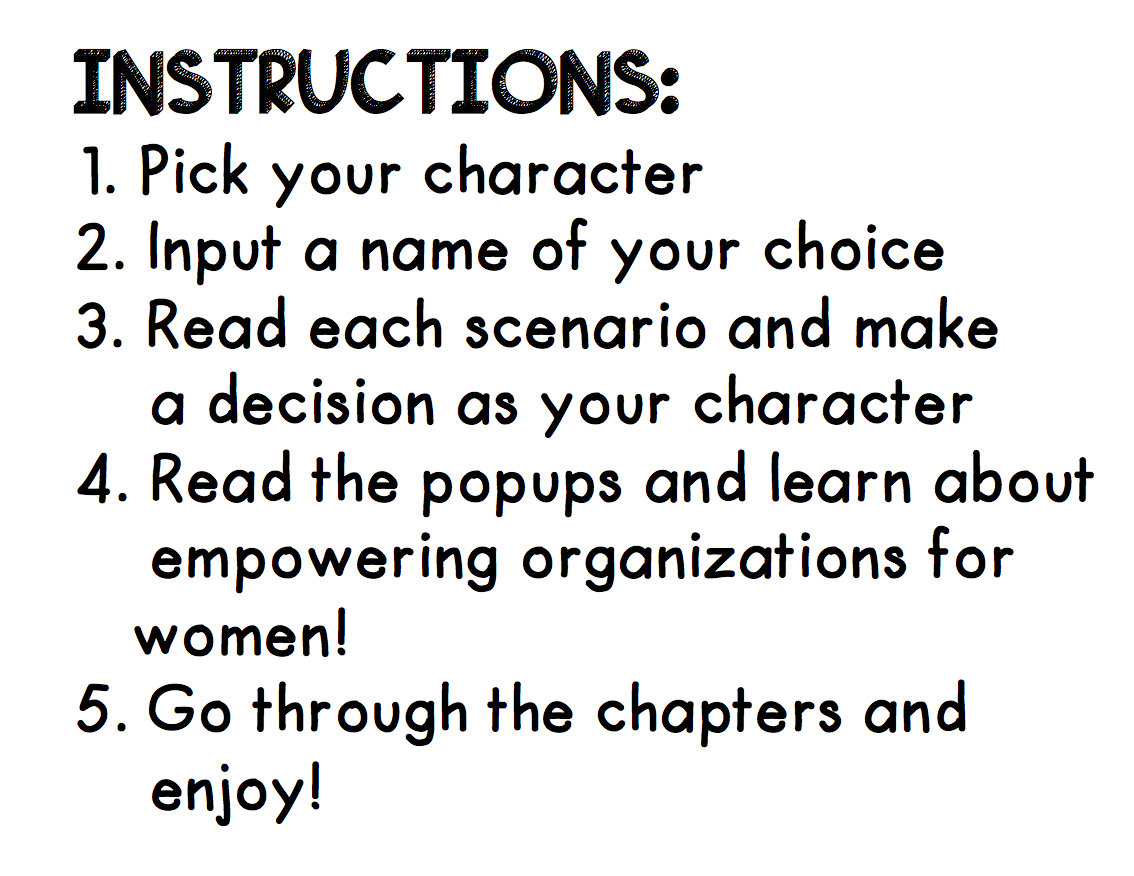 INSTRUCTIONS:
1. Pick your character
2. Input a name of your choice
3. Read each scenario and make
a decision as your character
4. Read the popups and learn about
empowering organizations for
women!
5. Go through the chapters and
enjoy!